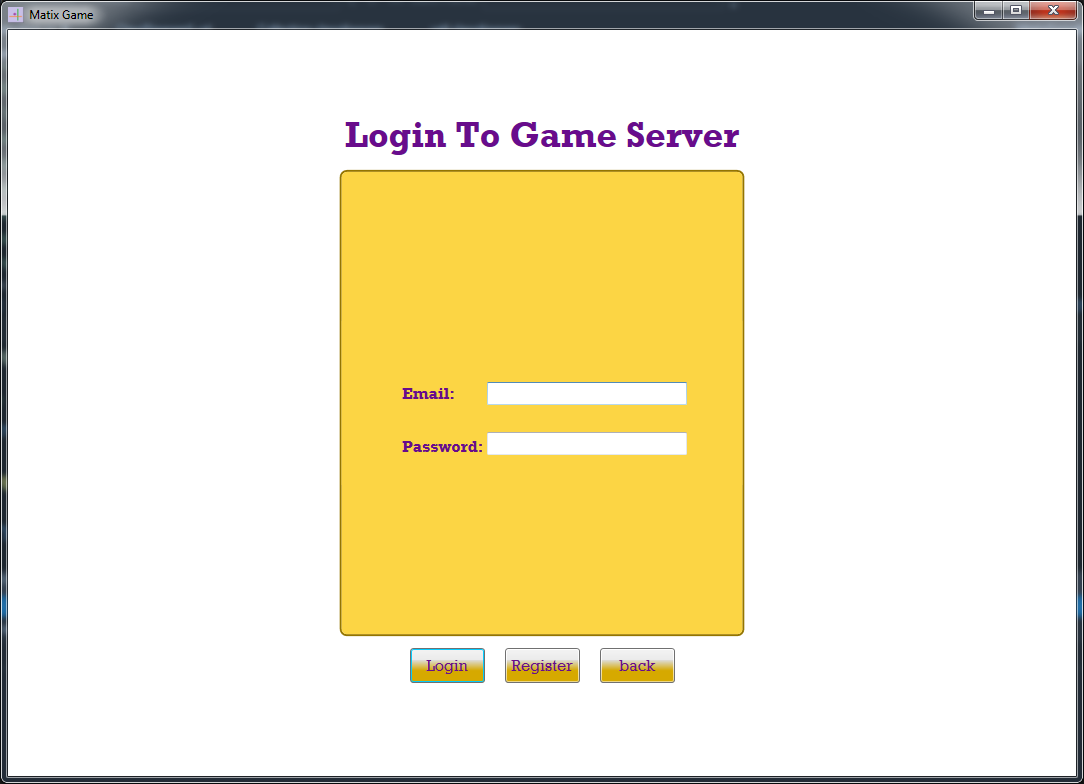 Matix Game
Login To Game Server
Email:
Password:
Login Register back